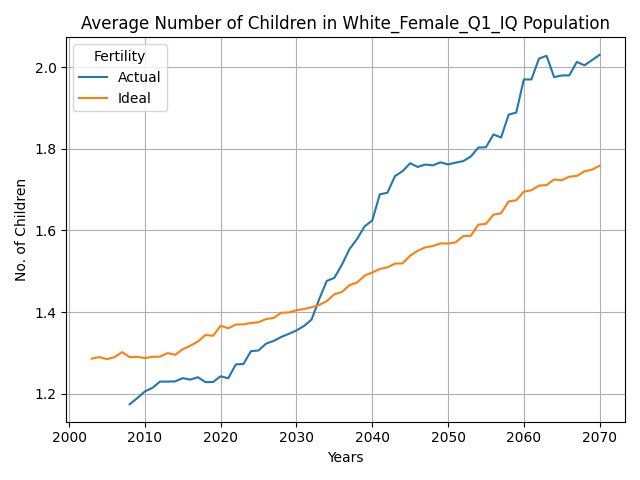 Average Number of Children in White_Female_Q1_IQ Population
Fertility
Actual
Ideal
No. of Children
2.0
1.8
1.6
1.4
1.2
2000 2010 2020 2030 2040 2050 2060 2070
Years